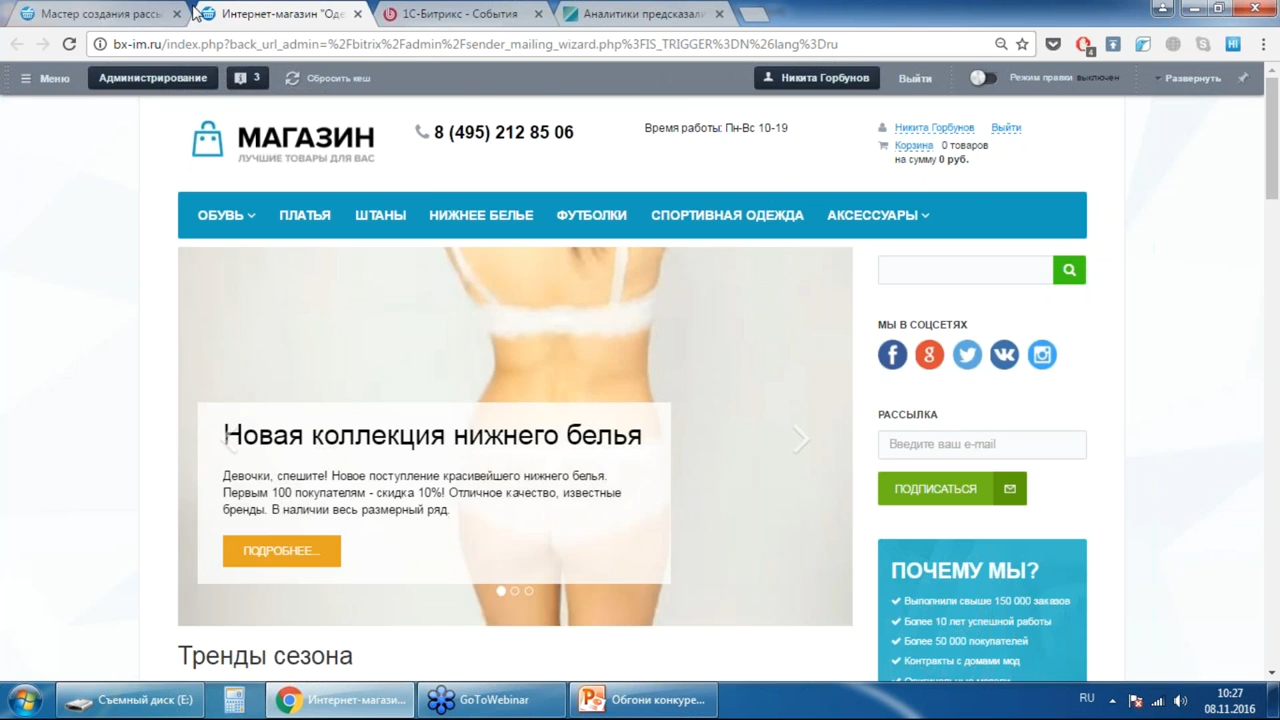 Мастер создания рассы
Интернет-магазин "Оде
1С-Битрикс - События
Аналитики предсказали
bx-im.ru/index.php?back_url_admin=%2Fbitrix%2Fadmin%2Fsender_mailing_wizard.php%3FIS_TRIGGER%3DN%26lang%3Dru
Меню
Администрирование
3
Сбросить кеш
Никита Горбунов
Выйти
Режим правки выключен
Развернуть
МАГАЗИН
ЛУЧШИЕ ТОВАРЫ ДЛЯ ВАС
8 (495) 212 85 06
Время работы: Пн-Вс 10-19
Никита Горбунов Выйти
Корзина 0 товаров
на сумму 0 руб.
ОБУВЬ ПЛАТЬЯ ШТАНЫ НИЖНЕЕ БЕЛЬЕ ФУТБОЛКИ СПОРТИВНАЯ ОДЕЖДА АКСЕССУАРЫ
Новая коллекция нижнего белья
Девочки, спешите! Новое поступление красивейшего нижнего белья.
Первым 100 покупателям - скидка 10%! Отличное качество, известные
бренды. В наличии весь размерный ряд.
ПОДРОБНЕЕ...
МЫ В СОЦСЕТЯХ
РАССЫЛКА
Введите ваш e-mail
ПОДПИСАТЬСЯ
ПОЧЕМУ МЫ?
Выполнили свыше 150 000 заказов
Более 10 лет успешной работы
Более 50 000 покупателей
Контракты с домами мод
Тренды сезона
Съемный диск (E:)
Интернет-магази...
GoToWebinar
Обгони конкуре...
RU
10:27
08.11.2016